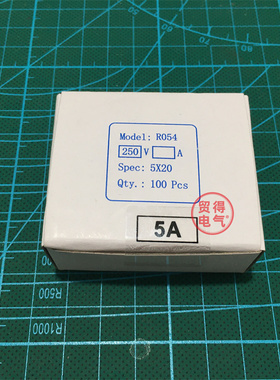 Model: R054
250 V A
Spec: 5X20
Qty.: 100 Pcs
贸得
电气®
5A
R500
R1000